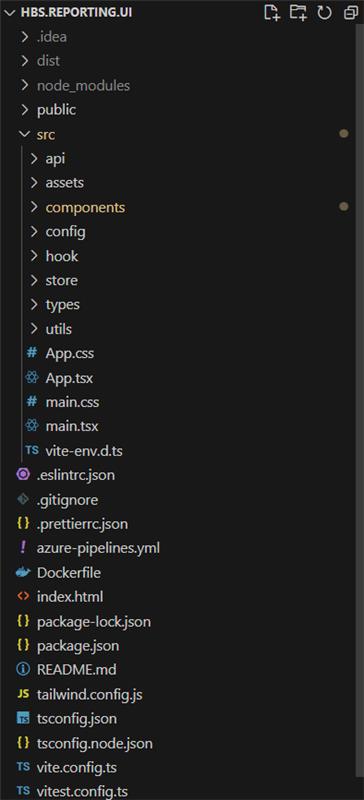 HBS.REPORTING.UI
.idea
dist
node_modules
public
src
api
assets
components
config
hook
store
types
utils
# App.css
App.tsx
# main.css
main.tsx
TS vite-env.d.ts
.eslintrc.json
.gitignore
{} .prettierrc.json
! azure-pipelines.yml
Dockerfile
<> index.html
{} package-lock.json
{} package.json
README.md
JS tailwind.config.js
TS tsconfig.json
{} tsconfig.node.json
TS vite.config.ts
TS vitest.config.ts